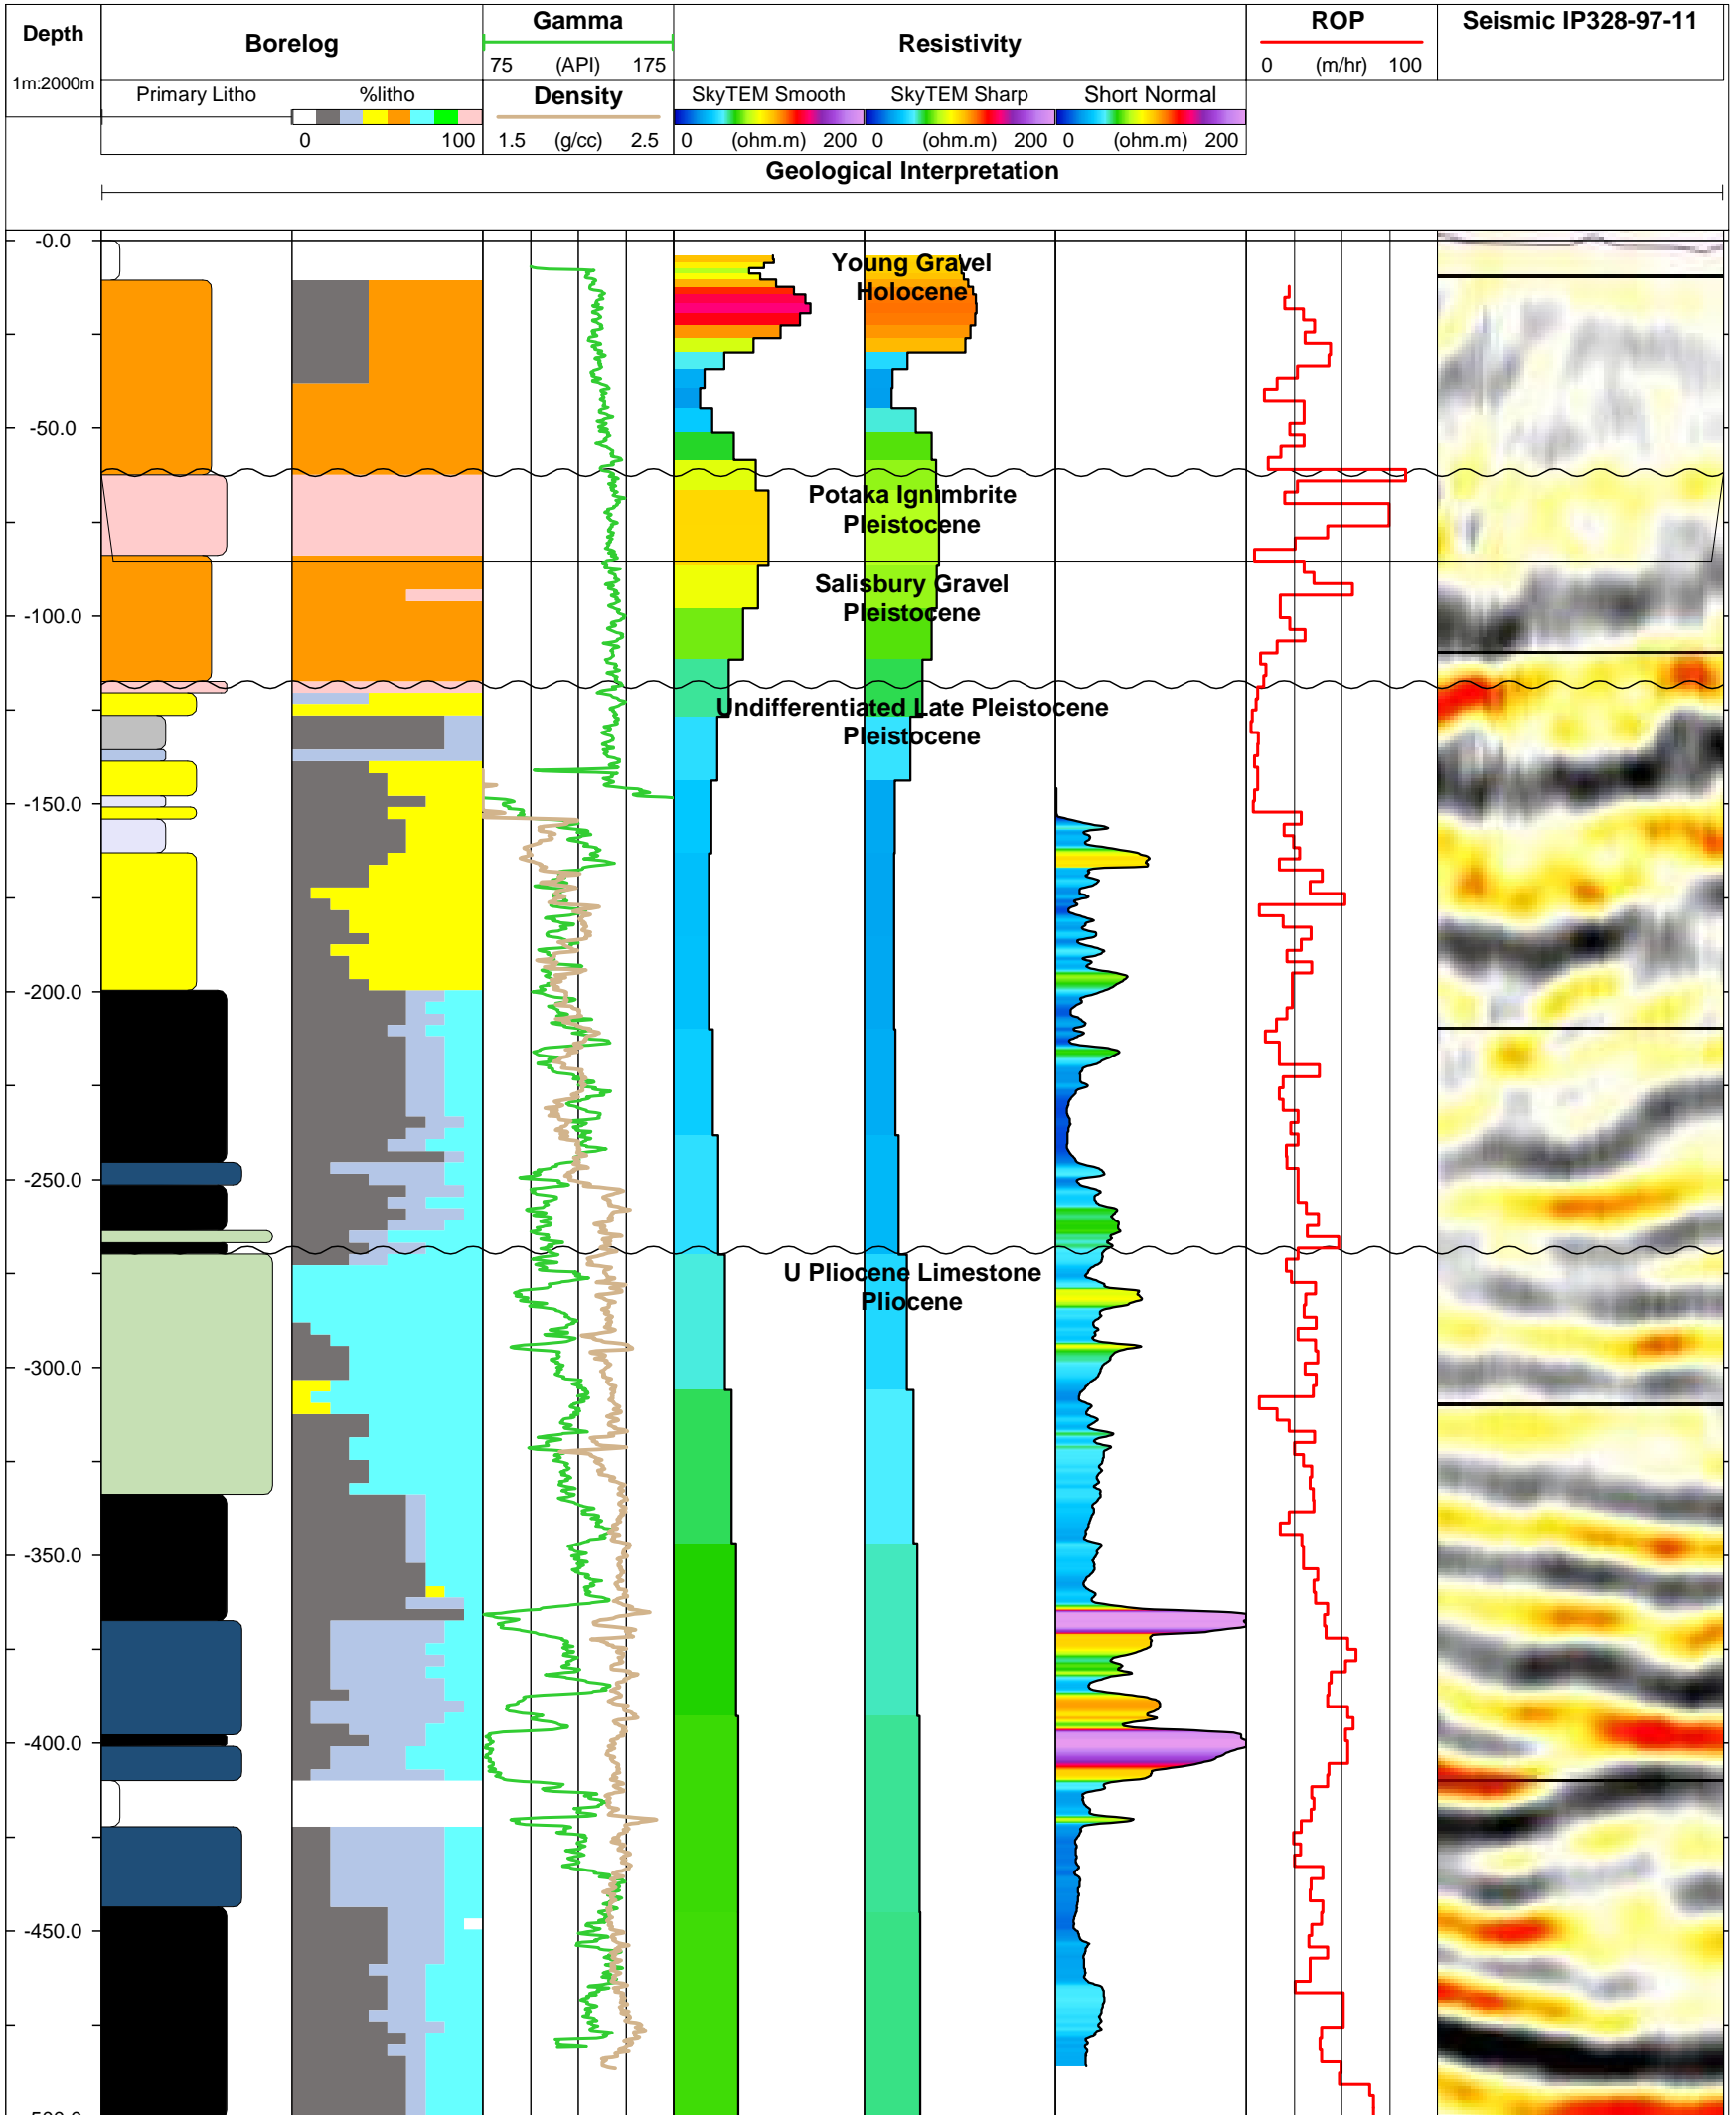 Depth
1m:2000m
Borelog
Primary Litho
%litho
0 100
Gamma
75 (API) 175
Density
1.5 (g/cc) 2.5
Resistivity
SkyTEM Smooth
0 (ohm.m) 200
SkyTEM Sharp
0 (ohm.m) 200
Short Normal
0 (ohm.m) 200
ROP
0 (m/hr) 100
Seismic IP328-97-11
Geological Interpretation
-0.0
Young Gravel
Holocene
-50.0
Potaka Ignimbrite
Pleistocene
Salisbury Gravel
Pleistocene
-100.0
Undifferentiated Late Pleistocene
Pleistocene
-150.0
-200.0
-250.0
U Pliocene Limestone
Pliocene
-300.0
-350.0
-400.0
-450.0